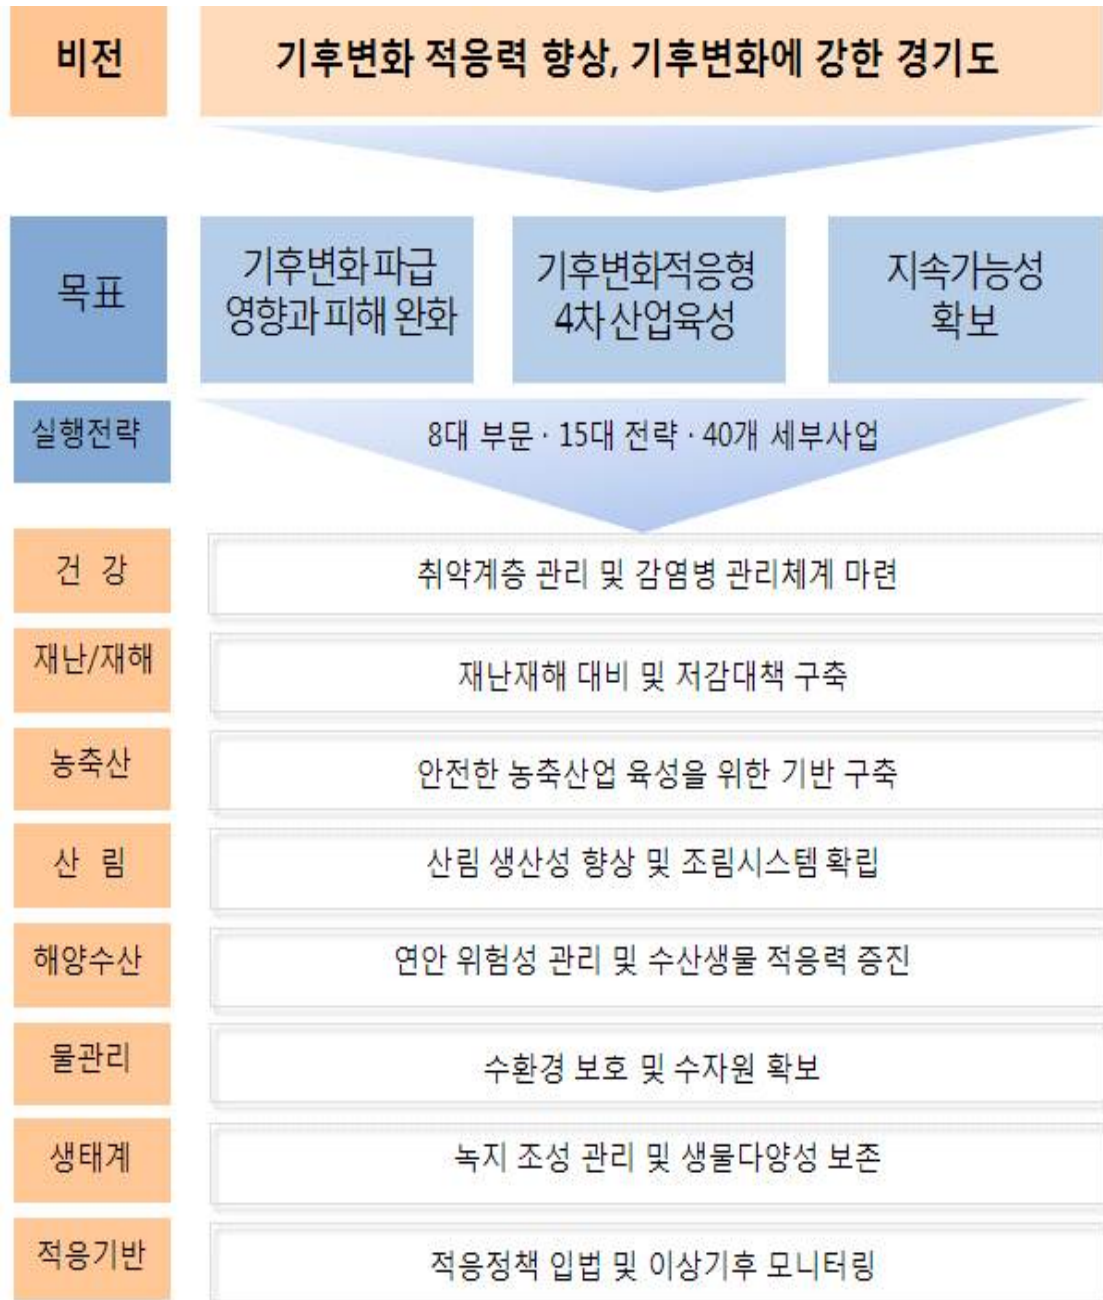 비전
기후변화 적응력 향상, 기후변화에 강한 경기도
목표
기후변화 파급
영향과 피해 완화
기후변화적응형
4차 산업육성
지속가능성
확보
실행전략
8대 부문 · 15대 전략 · 40개 세부사업
건 강
취약계층 관리 및 감염병 관리체계 마련
재난/재해
재난재해 대비 및 저감대책 구축
농축산
안전한 농축산업 육성을 위한 기반 구축
산 림
산림 생산성 향상 및 조림시스템 확립
해양수산
연안 위험성 관리 및 수산생물 적응력 증진
물관리
수환경 보호 및 수자원 확보
생태계
녹지 조성 관리 및 생물다양성 보존
적응기반
적응정책 입법 및 이상기후 모니터링